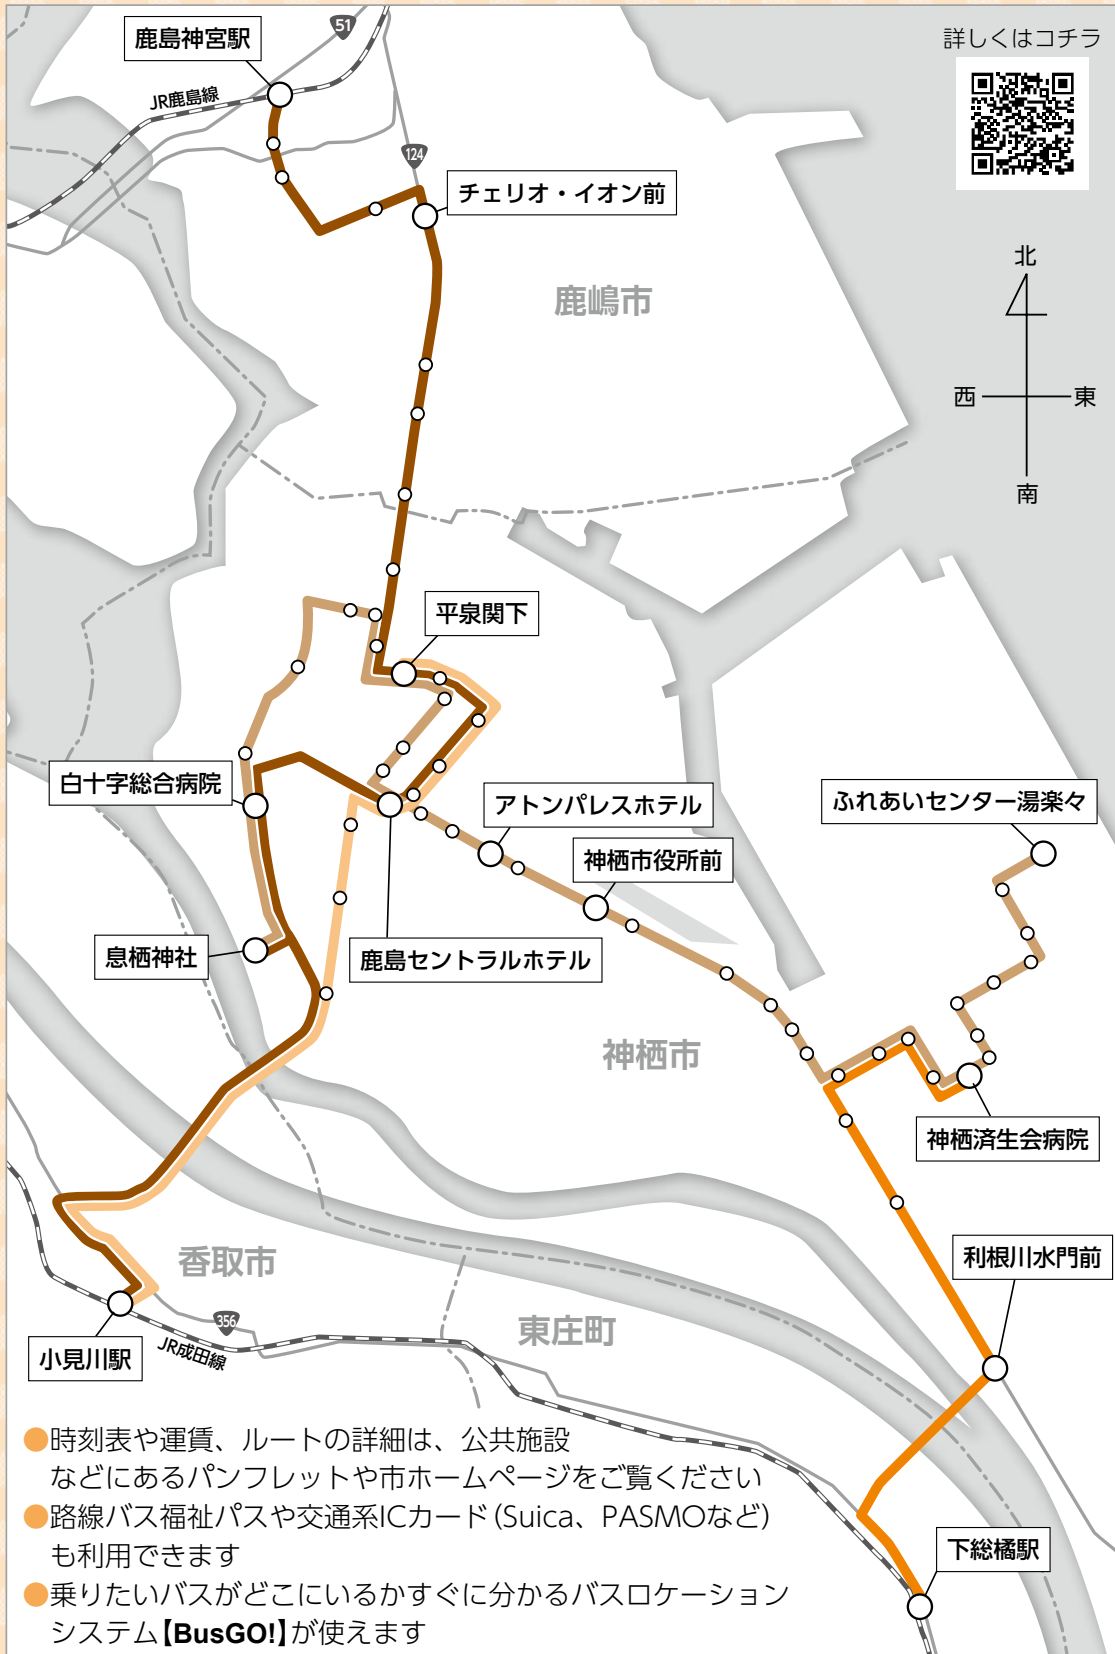 詳しくはコチラ
鹿島神宮駅
51
JR鹿島線
124
チェリオ・イオン前
鹿嶋市
北
西
東
南
平泉関下
白十字総合病院
アトンパレスホテル
ふれあいセンター湯楽々
神栖市役所前
息栖神社
鹿島セントラルホテル
神栖市
神栖済生会病院
香取市
利根川水門前
東庄町
356
JR成田線
小見川駅
下総橘駅
●時刻表や運賃、ルートの詳細は、公共施設
などにあるパンフレットや市ホームページをご覧ください
●路線バス福祉パスや交通系ICカード(Suica、PASMOなど)
も利用できます
●乗りたいバスがどこにいるかすぐに分かるバスロケーション
システム【BusGO!】が使えます